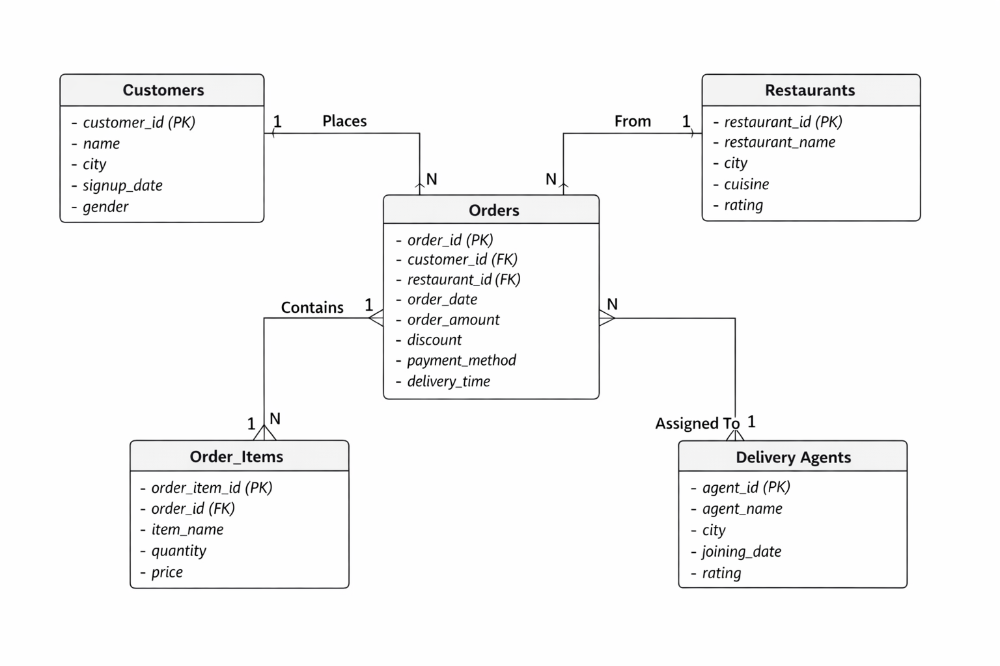 Customers
- customer_id (PK)
- name
- city
- signup_date
- gender
1 Places
N
From 1
N
Restaurants
- restaurant_id (PK)
- restaurant_name
- city
- cuisine
- rating
Orders
- order_id (PK)
- customer_id (FK)
- restaurant_id (FK)
- order_date
- order_amount
- discount
- payment_method
- delivery_time
Contains 1
N
1 N
Assigned To 1
Order_Items
- order_item_id (PK)
- order_id (FK)
- item_name
- quantity
- price
Delivery Agents
- agent_id (PK)
- agent_name
- city
- joining_date
- rating